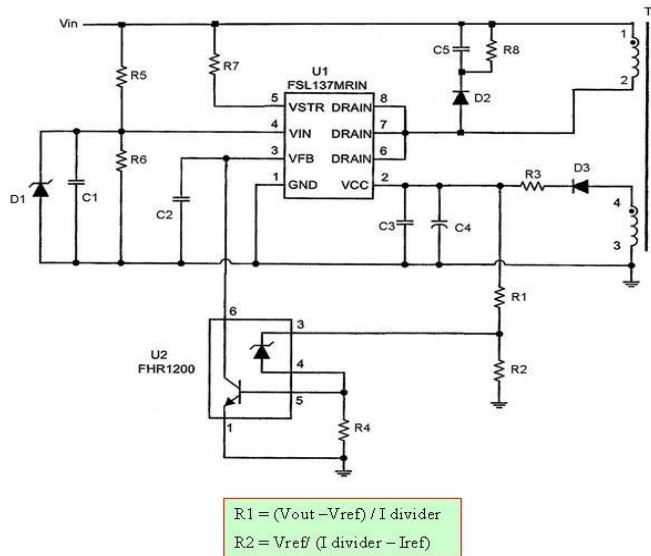 Vin
T
1
C5
R8
R5
R7
U1
FSL137MRIN
2
D2
5 VSTR DRAIN 8
4 VIN DRAIN 7
3 VFB DRAIN 6
1 GND VCC 2
R6
D1
C1
C2
R3
D3
4
C3
C4
3
R1
6
3
U2
FHR1200
4
R2
5
1
R4
R1 = (Vout –Vref) / I divider
R2 = Vref/ (I divider – Iref)